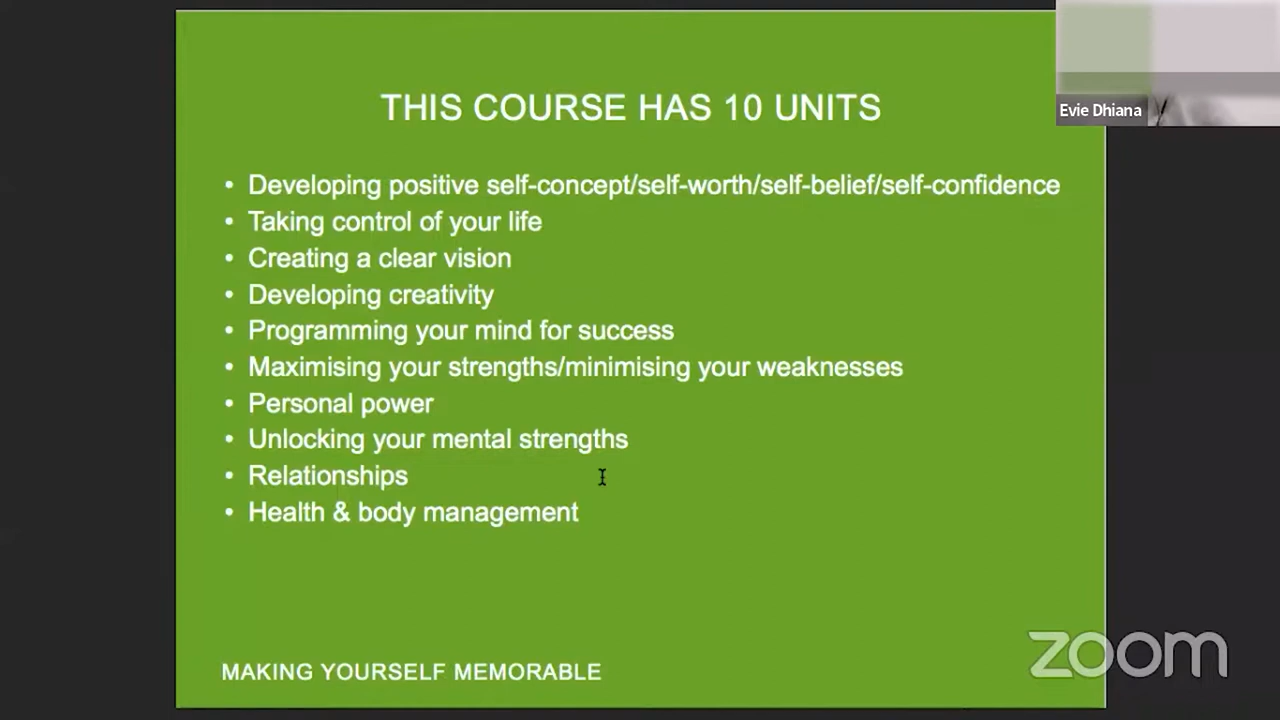 Evie Dhiana
THIS COURSE HAS 10 UNITS
• Developing positive self-concept/self-worth/self-belief/self-confidence
• Taking control of your life
• Creating a clear vision
• Developing creativity
• Programming your mind for success
• Maximising your strengths/minimising your weaknesses
• Personal power
• Unlocking your mental strengths
• Relationships
• Health & body management
MAKING YOURSELF MEMORABLE
zoom